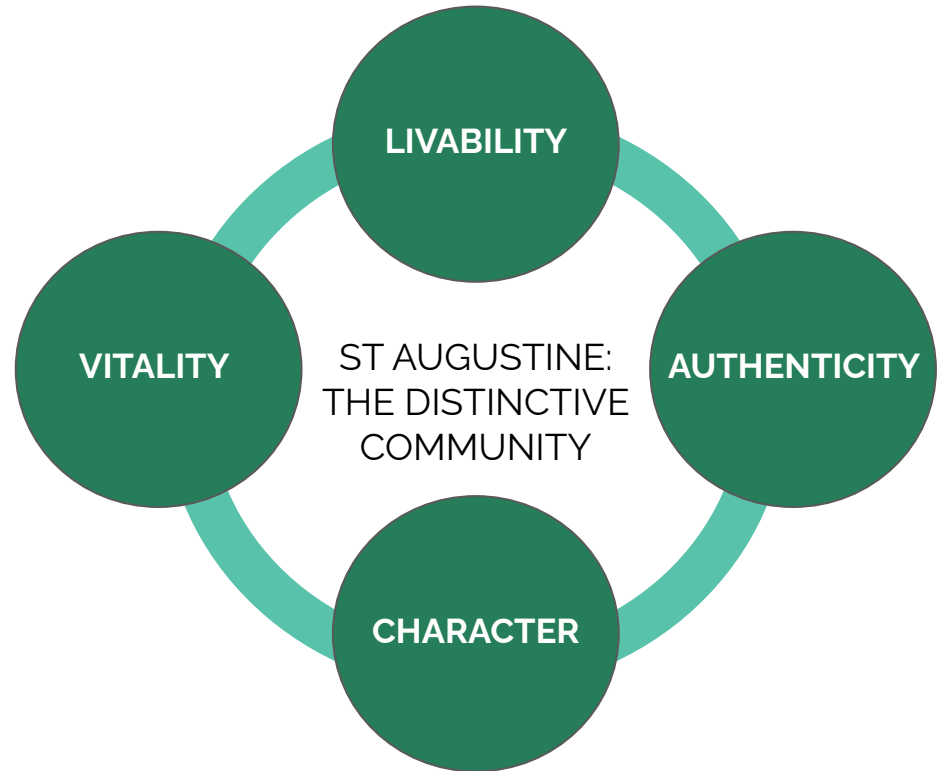 LIVABILITY
VITALITY
ST AUGUSTINE:
THE DISTINCTIVE
COMMUNITY
AUTHENTICITY
CHARACTER